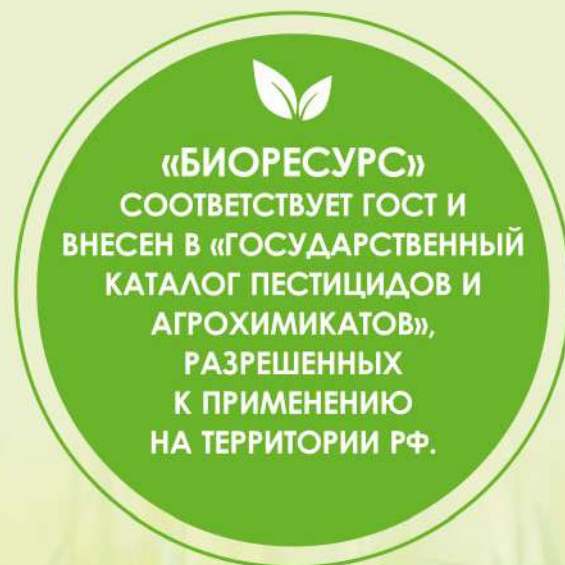 «БИОРЕСУРС»
СООТВЕТСТВУЕТ ГОСТ И
ВНЕСЕН В «ГОСУДАРСТВЕННЫЙ
КАТАЛОГ ПЕСТИЦИДОВ И
АГРОХИМИКАТОВ»,
РАЗРЕШЕННЫХ
К ПРИМЕНЕНИЮ
НА ТЕРРИТОРИИ РФ.